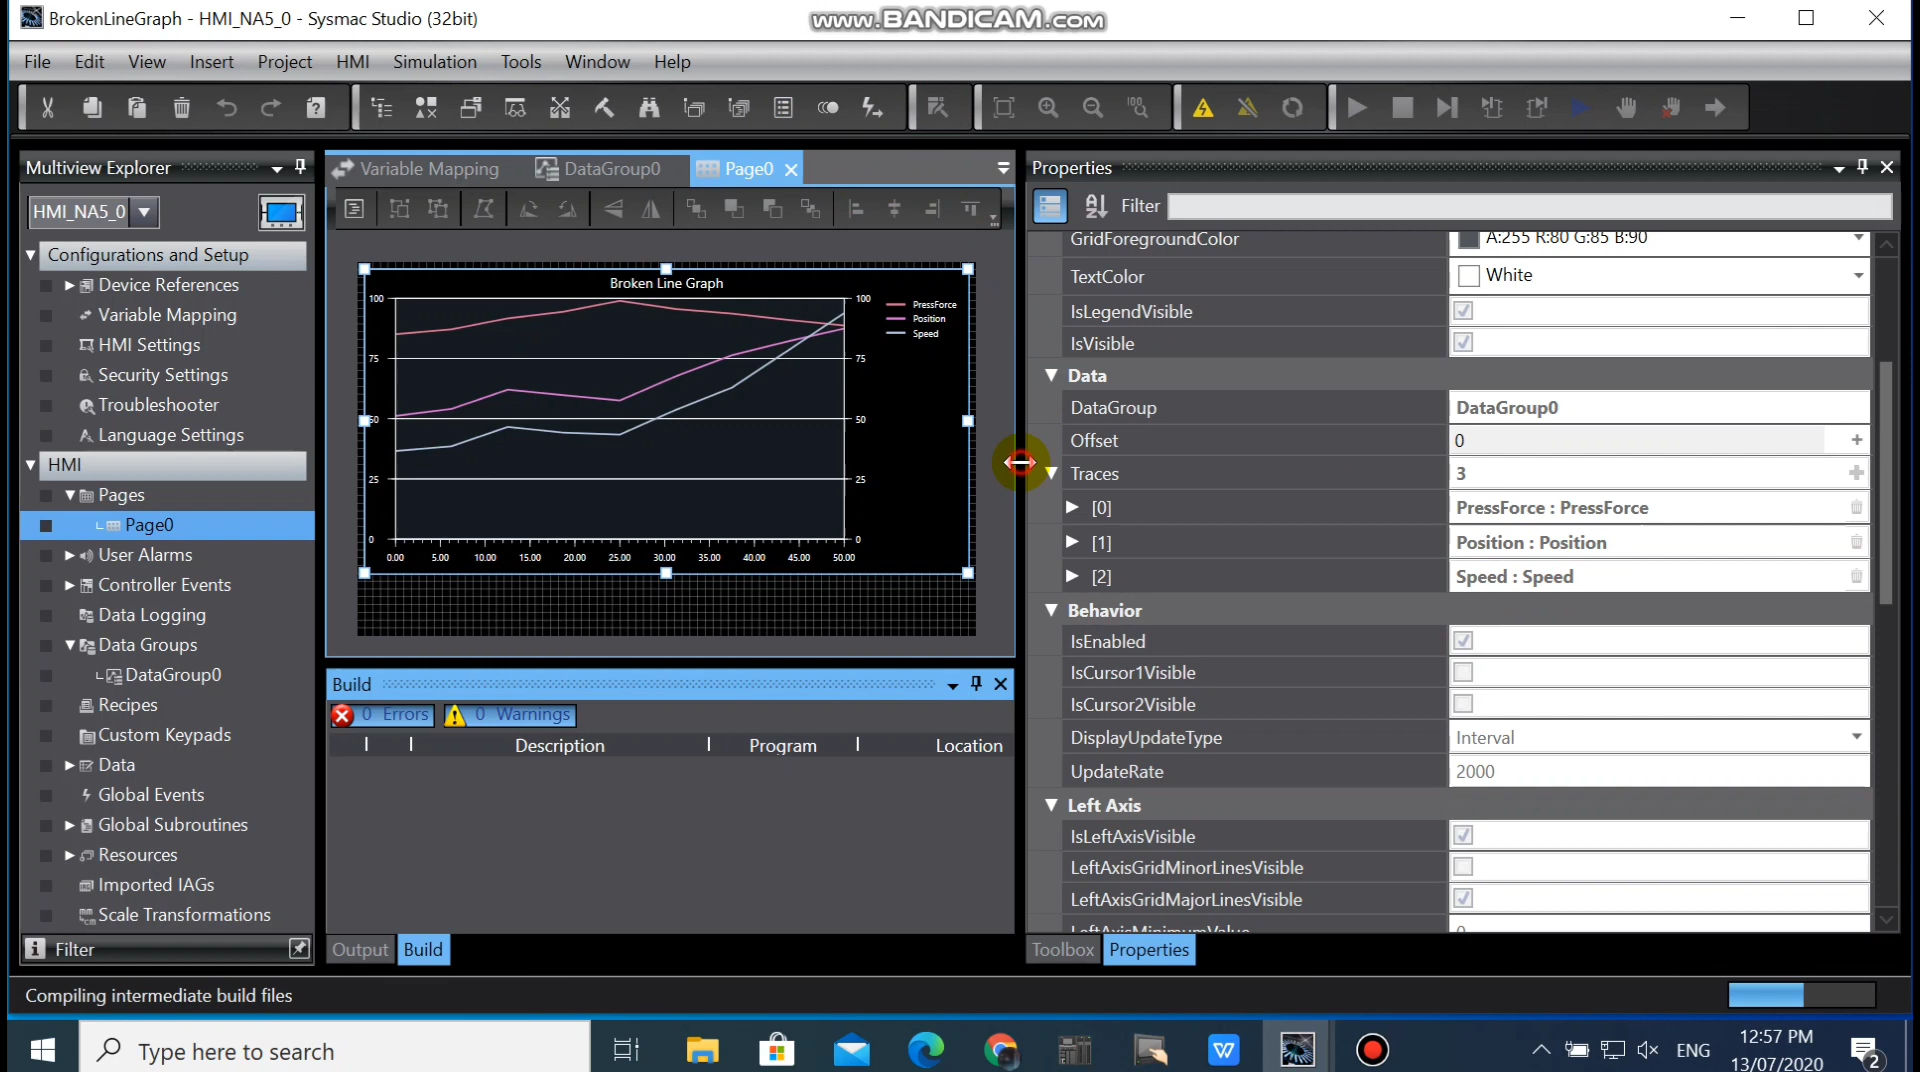 BrokenLineGraph - HMI_NA5_0 - Sysmac Studio (32bit)
www.BANDICAM.com
File Edit View Insert Project HMI Simulation Tools Window Help
Multiview Explorer
HMI_NA5_0
Configurations and Setup
Device References
Variable Mapping
HMI Settings
Security Settings
Troubleshooter
Language Settings
HMI
Pages
Page0
User Alarms
Controller Events
Data Logging
Data Groups
DataGroup0
Recipes
Custom Keypads
Data
Global Events
Global Subroutines
Resources
Imported IAGs
Scale Transformations
Filter
Variable Mapping DataGroup0 Page0
Broken Line Graph
100 100
75 75
50 50
25 25
0 0
0.00 5.00 10.00 15.00 20.00 25.00 30.00 35.00 40.00 45.00 50.00
PressForce
Position
Speed
Build
0 Errors 0 Warnings
Description Program Location
Output Build
Properties
Filter
GridForegroundColor A:255 R:80 G:85 B:90
TextColor White
IsLegendVisible
IsVisible
Data
DataGroup DataGroup0
Offset 0
Traces 3
[0] PressForce : PressForce
[1] Position : Position
[2] Speed : Speed
Behavior
IsEnabled
IsCursor1Visible
IsCursor2Visible
DisplayUpdateType Interval
UpdateRate 2000
Left Axis
IsLeftAxisVisible
LeftAxisGridMinorLinesVisible
LeftAxisGridMajorLinesVisible
LeftAxisMinimumValue 0
Toolbox Properties
Compiling intermediate build files
Type here to search
ENG
12:57 PM
13/07/2020
2